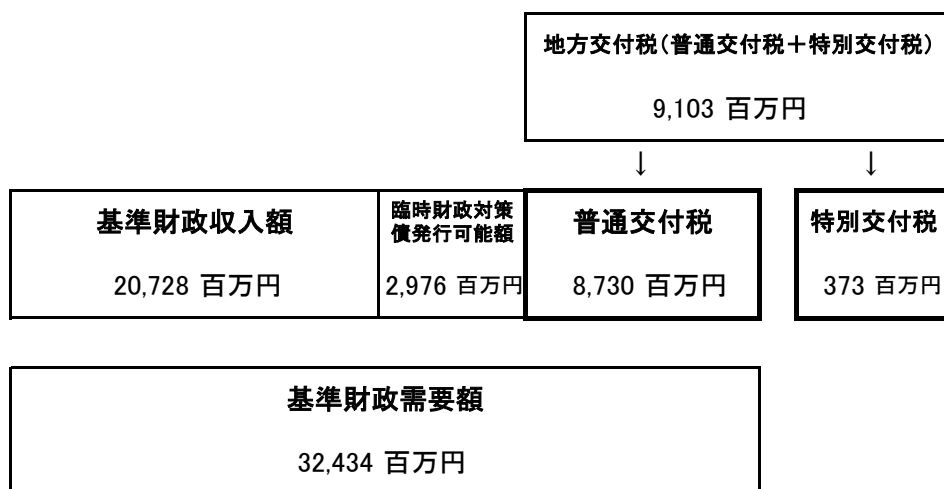 地方交付税（普通交付税＋特別交付税）
9,103 百万円
↓ ↓
基準財政収入額
20,728 百万円
臨時財政対策
債発行可能額
2,976 百万円
普通交付税
8,730 百万円
特別交付税
373 百万円
基準財政需要額
32,434 百万円